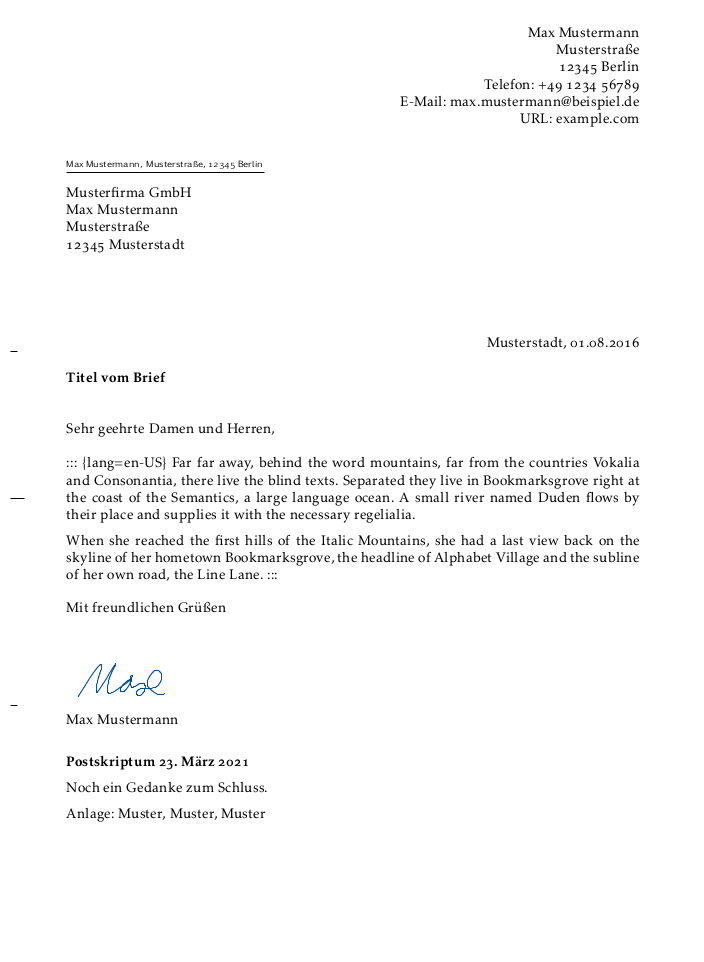 Max Mustermann
Musterstraße
12345 Berlin
Telefon: +49 1234 56789
E-Mail: max.mustermann@beispiel.de
URL: example.com
Max Mustermann, Musterstraße, 12345 Berlin
Musterfirma GmbH
Max Mustermann
Musterstraße
12345 Musterstadt
Musterstadt, 01.08.2016
Titel vom Brief
Sehr geehrte Damen und Herren,
::: {lang=en-US} Far far away, behind the word mountains, far from the countries Vokalia
and Consonantia, there live the blind texts. Separated they live in Bookmarksgrove right at
the coast of the Semantics, a large language ocean. A small river named Duden flows by
their place and supplies it with the necessary regelialia.
When she reached the first hills of the Italic Mountains, she had a last view back on the
skyline of her hometown Bookmarksgrove, the headline of Alphabet Village and the subline
of her own road, the Line Lane. :::
Mit freundlichen Grüßen
Max Mustermann
Postskriptum 23. März 2021
Noch ein Gedanke zum Schluss.
Anlage: Muster, Muster, Muster